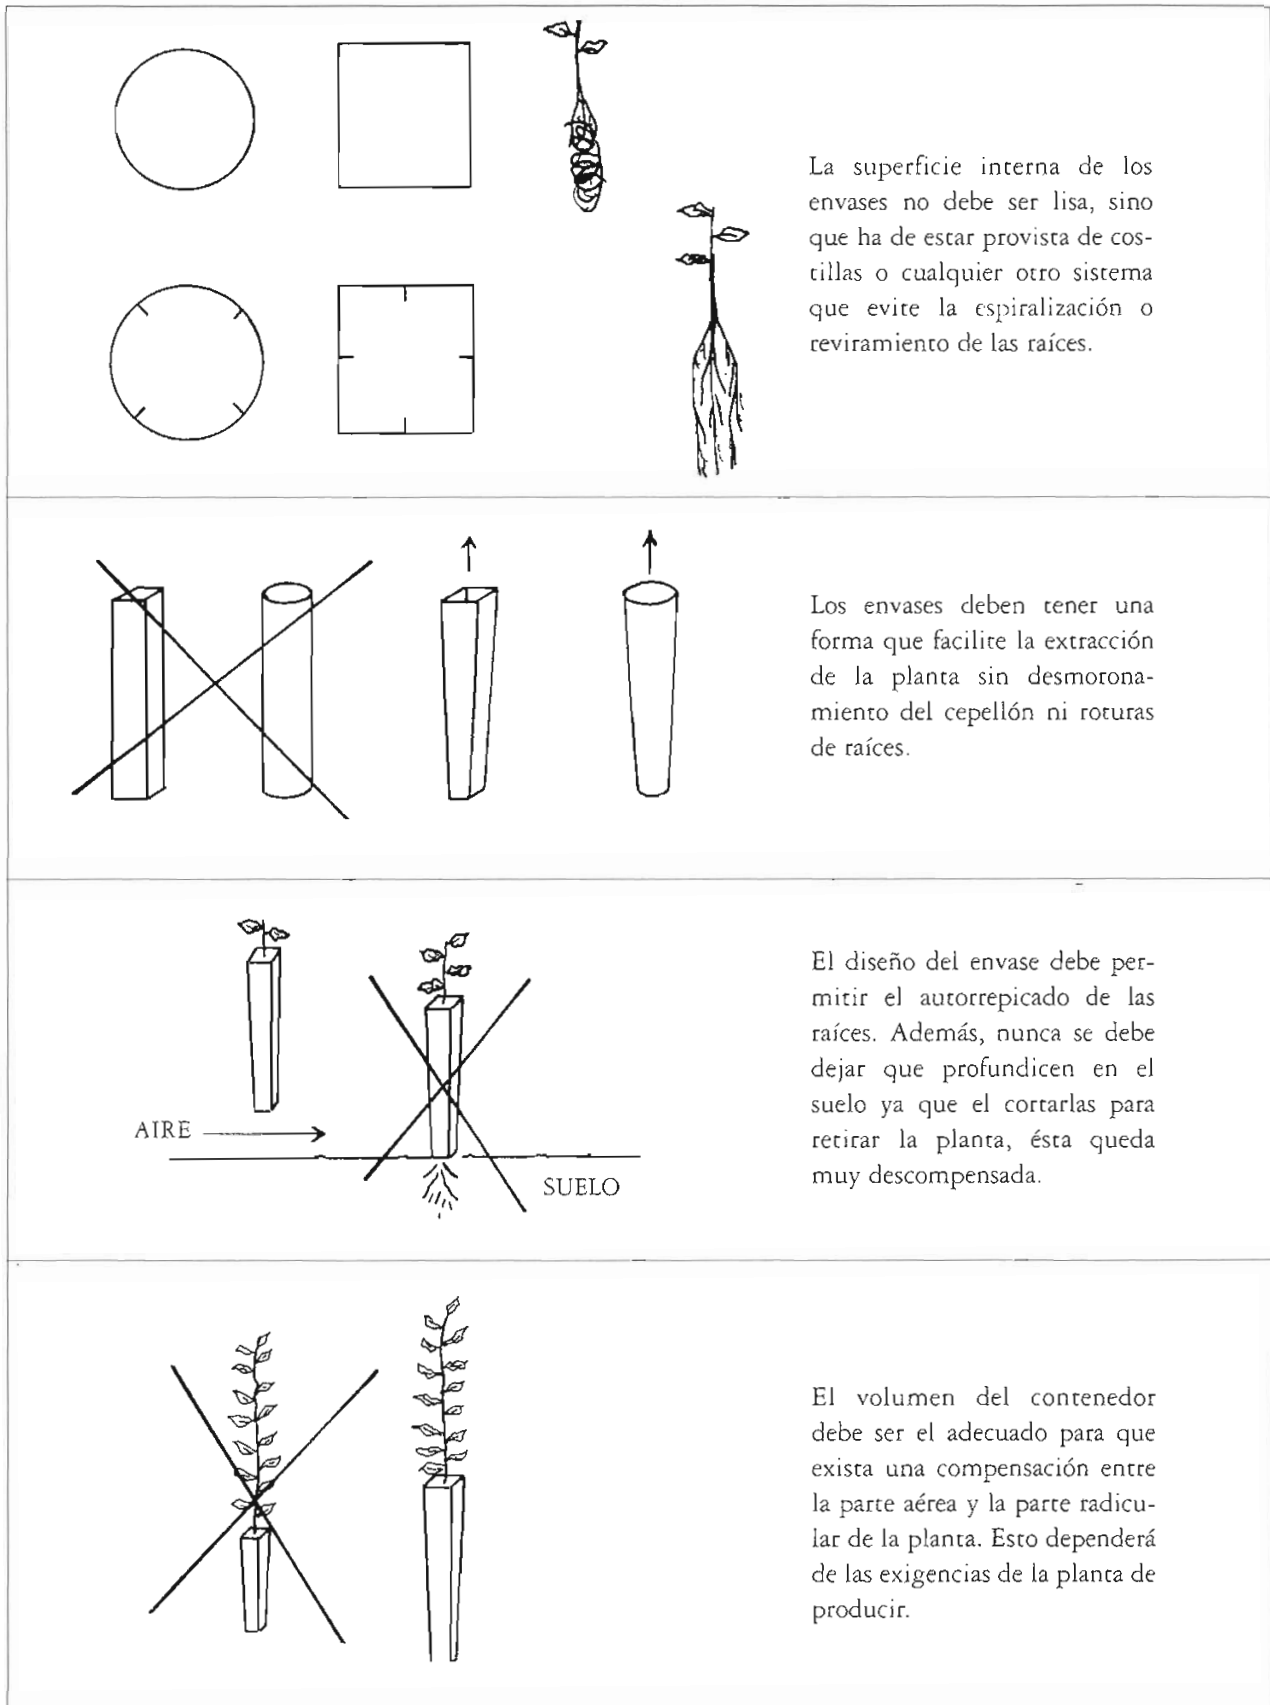 La superficie interna de los
envases no debe ser lisa, sino
que ha de estar provista de cos-
tillas o cualquier otro sistema
que evite la espiralización o
reviramiento de las raíces.
Los envases deben tener una
forma que facilite la extracción
de la planta sin desmorona-
miento del cepellón ni roturas
de raíces.
El diseño del envase debe per-
mitir el autorrepicado de las
raíces. Además, nunca se debe
dejar que profundicen en el
suelo ya que el cortarlas para
retirar la planta, ésta queda
muy descompensada.
AIRE
SUELO
El volumen del contenedor
debe ser el adecuado para que
exista una compensación entre
la parte aérea y la parte radicu-
lar de la planta. Esto dependerá
de las exigencias de la planta de
producir.